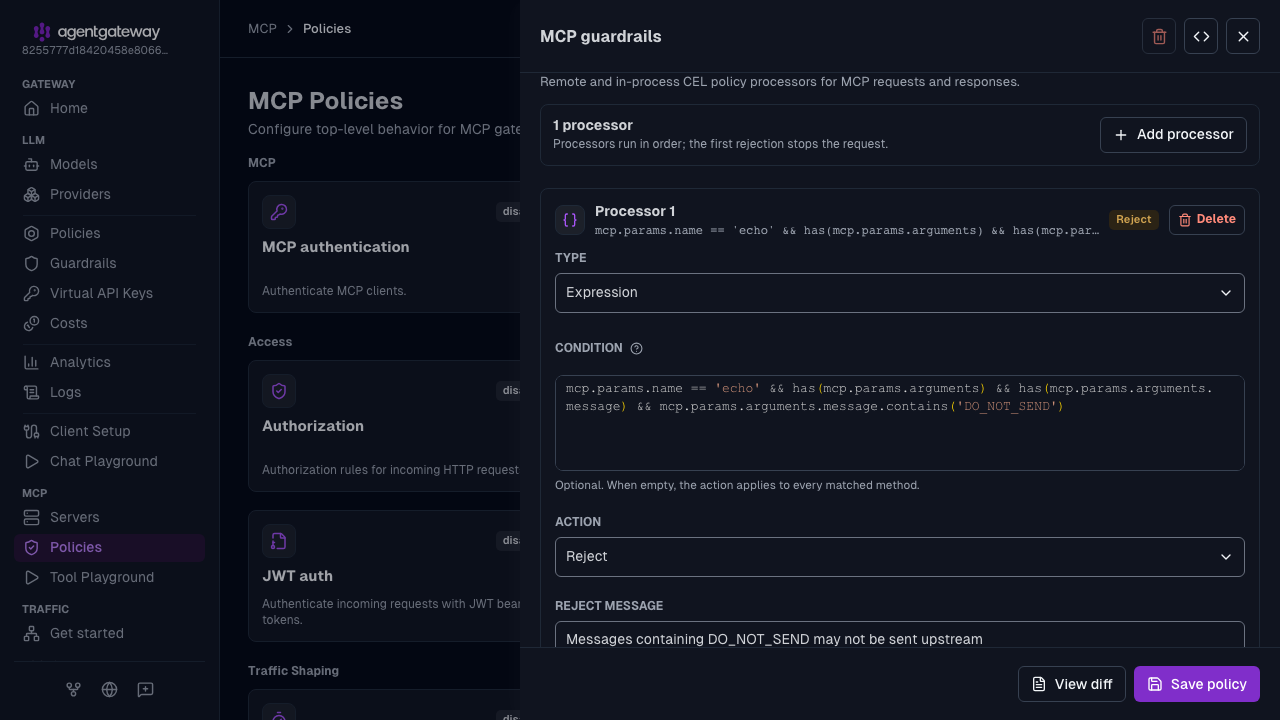 agentgateway
8255777d18420458e8066…
GATEWAY
Home
LLM
Models
Providers
Policies
Guardrails
Virtual API Keys
Costs
Analytics
Logs
Client Setup
Chat Playground
MCP
Servers
Policies
Tool Playground
TRAFFIC
Get started
MCP > Policies
MCP Policies
Configure top-level behavior for MCP gate
MCP
disa
MCP authentication
Authenticate MCP clients.
Access
disa
Authorization
Authorization rules for incoming HTTP request
disa
JWT auth
Authenticate incoming requests with JWT bear
tokens.
Traffic Shaping
disa
MCP guardrails
Remote and in-process CEL policy processors for MCP requests and responses.
1 processor
Processors run in order; the first rejection stops the request.
Add processor
Processor 1
mcp.params.name == 'echo' && has(mcp.params.arguments) && has(mcp.par…
Reject
Delete
TYPE
Expression
CONDITION
mcp.params.name == 'echo' && has(mcp.params.arguments) && has(mcp.params.arguments.
message) && mcp.params.arguments.message.contains('DO_NOT_SEND')
Optional. When empty, the action applies to every matched method.
ACTION
Reject
REJECT MESSAGE
Messages containing DO_NOT_SEND may not be sent upstream
View diff
Save policy